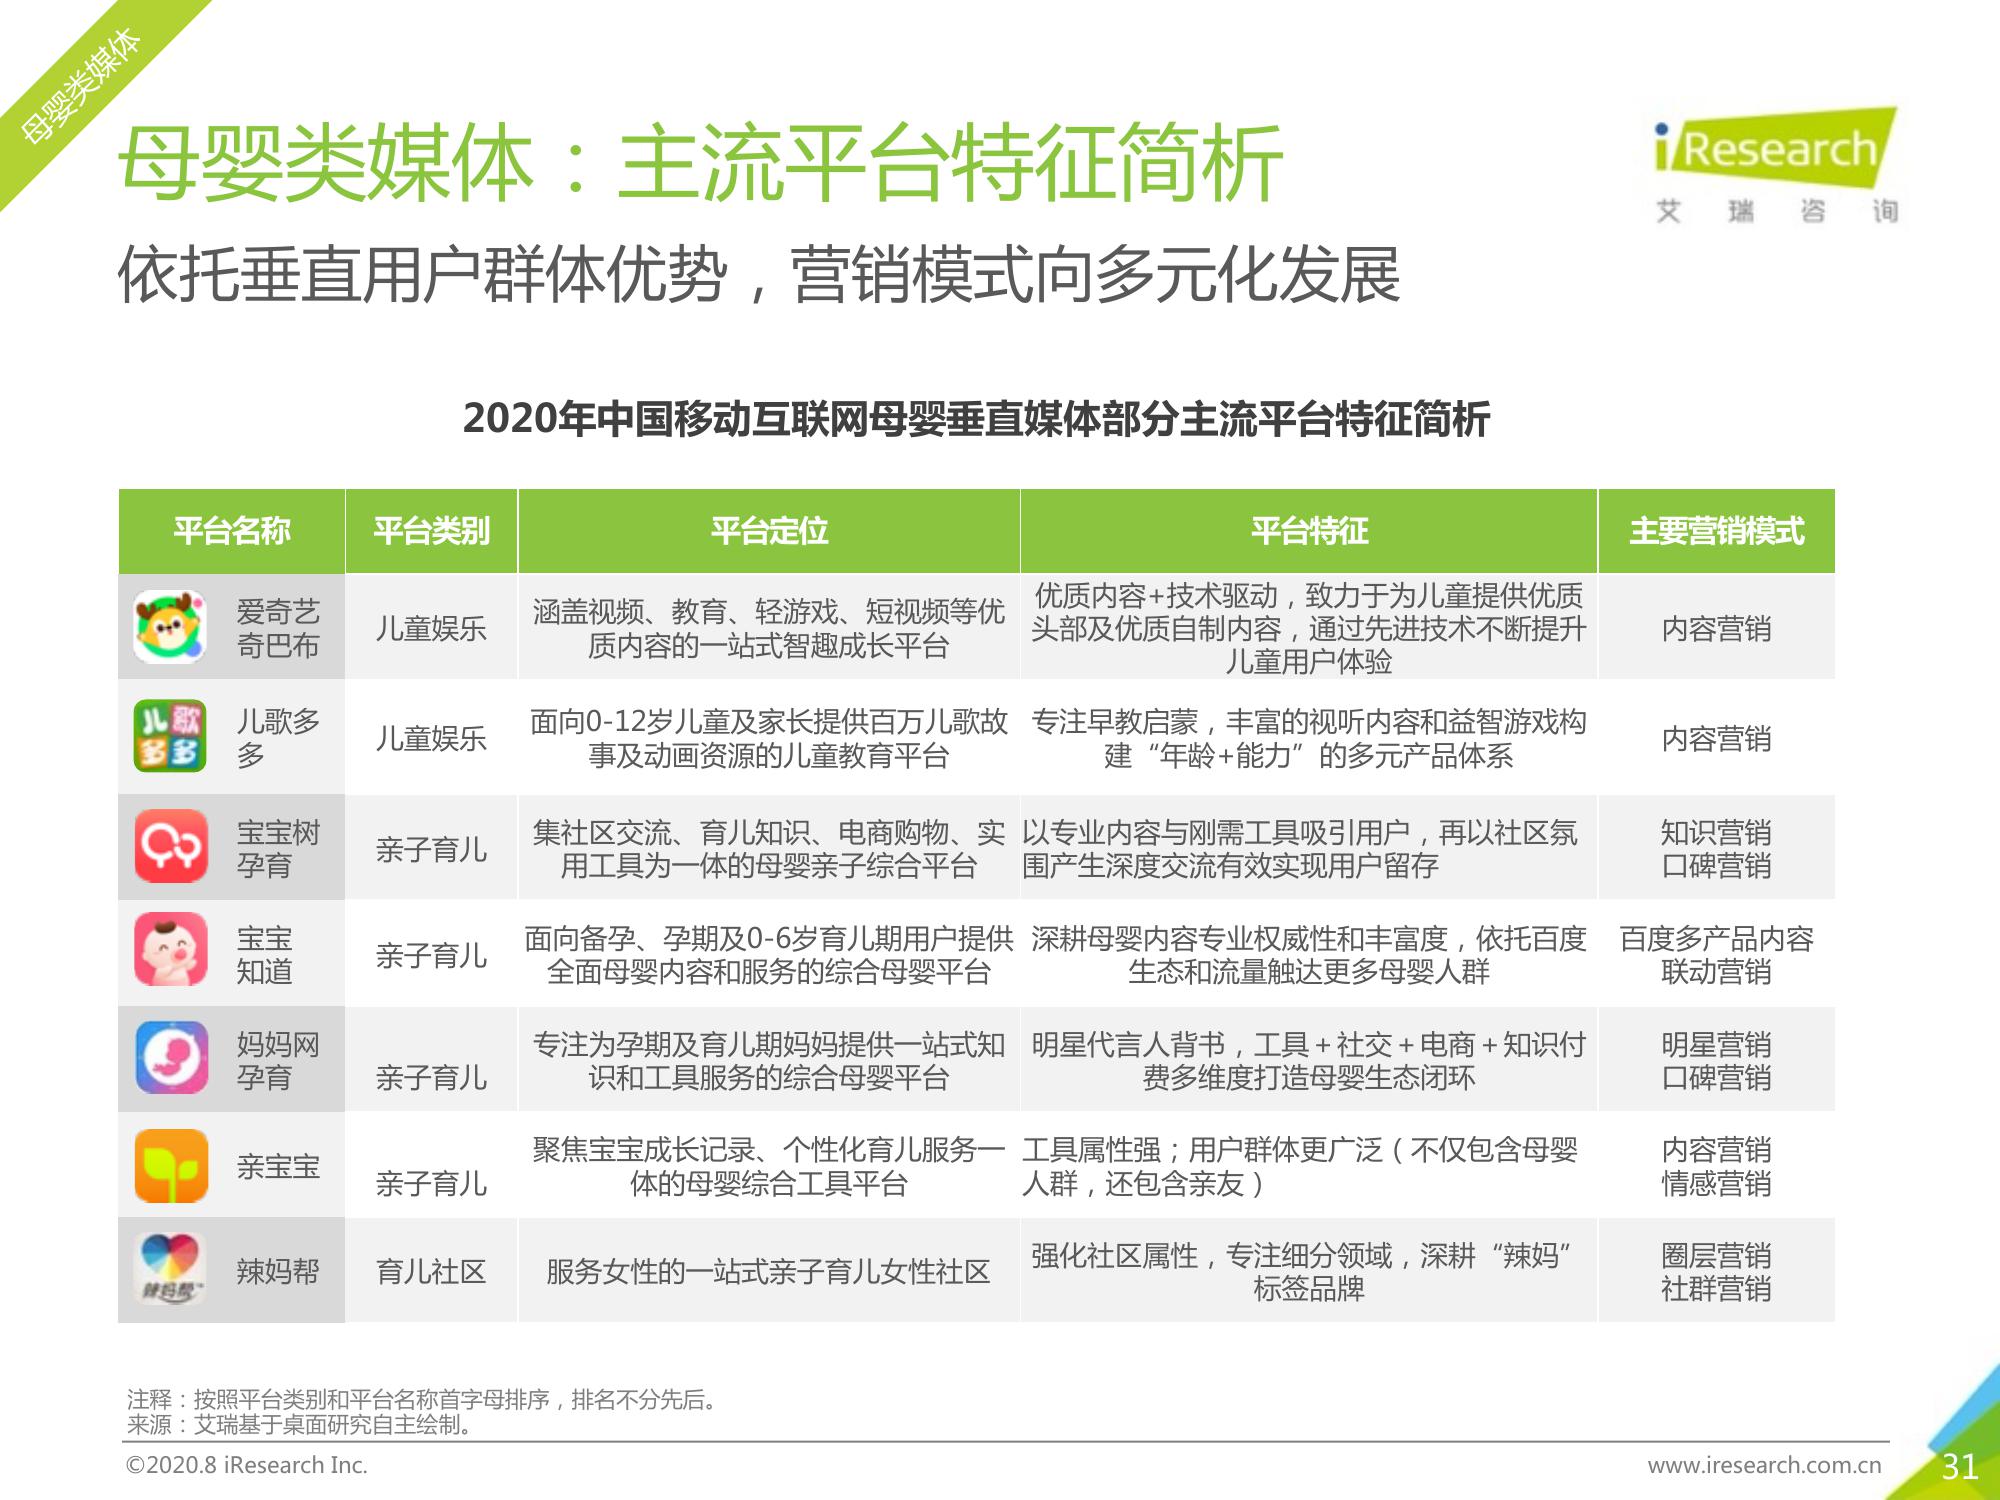 母婴类媒体
母婴类媒体：主流平台特征简析
iResearch
艾瑞咨询
依托垂直用户群体优势，营销模式向多元化发展
2020年中国移动互联网母婴垂直媒体部分主流平台特征简析
平台名称 平台类别 平台定位 平台特征 主要营销模式
爱奇艺
奇巴布
儿童娱乐
涵盖视频、教育、轻游戏、短视频等优
质内容的一站式智趣成长平台
优质内容+技术驱动，致力于为儿童提供优质
头部及优质自制内容，通过先进技术不断提升
儿童用户体验
内容营销
儿歌
多多
儿歌多
多
儿童娱乐
面向0-12岁儿童及家长提供百万儿歌故
事及动画资源的儿童教育平台
专注早教启蒙，丰富的视听内容和益智游戏构
建“年龄+能力”的多元产品体系
内容营销
宝宝树
孕育
亲子育儿
集社区交流、育儿知识、电商购物、实
用工具为一体的母婴亲子综合平台
以专业内容与刚需工具吸引用户，再以社区氛
围产生深度交流有效实现用户留存
知识营销
口碑营销
宝宝
知道
亲子育儿
面向备孕、孕期及0-6岁育儿期用户提供
全面母婴内容和服务的综合母婴平台
深耕母婴内容专业权威性和丰富度，依托百度
生态和流量触达更多母婴人群
百度多产品内容
联动营销
妈妈网
孕育
亲子育儿
专注为孕期及育儿期妈妈提供一站式知
识和工具服务的综合母婴平台
明星代言人背书，工具＋社交＋电商＋知识付
费多维度打造母婴生态闭环
明星营销
口碑营销
亲宝宝
亲子育儿
聚焦宝宝成长记录、个性化育儿服务一
体的母婴综合工具平台
工具属性强；用户群体更广泛（不仅包含母婴
人群，还包含亲友）
内容营销
情感营销
辣妈帮
辣妈帮
育儿社区
服务女性的一站式亲子育儿女性社区
强化社区属性，专注细分领域，深耕“辣妈”
标签品牌
圈层营销
社群营销
注释：按照平台类别和平台名称首字母排序，排名不分先后。
来源：艾瑞基于桌面研究自主绘制。
©2020.8 iResearch Inc.
www.iresearch.com.cn
31